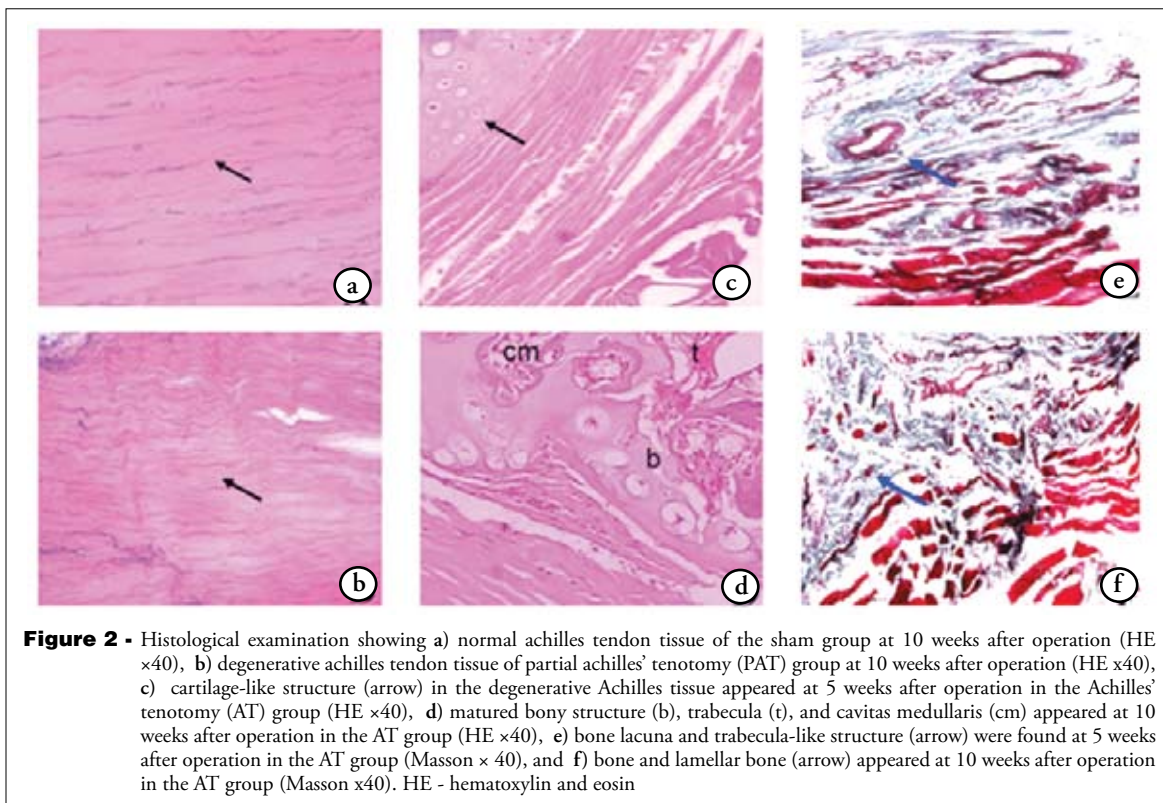 a
c
e
cm
t
b
b
d
f
Figure 2 - Histological examination showing a) normal achilles tendon tissue of the sham group at 10 weeks after operation (HE
×40), b) degenerative achilles tendon tissue of partial achilles’ tenotomy (PAT) group at 10 weeks after operation (HE x40),
c) cartilage-like structure (arrow) in the degenerative Achilles tissue appeared at 5 weeks after operation in the Achilles’
tenotomy (AT) group (HE ×40), d) matured bony structure (b), trabecula (t), and cavitas medullaris (cm) appeared at 10
weeks after operation in the AT group (HE ×40), e) bone lacuna and trabecula-like structure (arrow) were found at 5 weeks
after operation in the AT group (Masson × 40), and f) bone and lamellar bone (arrow) appeared at 10 weeks after operation
in the AT group (Masson x40). HE - hematoxylin and eosin